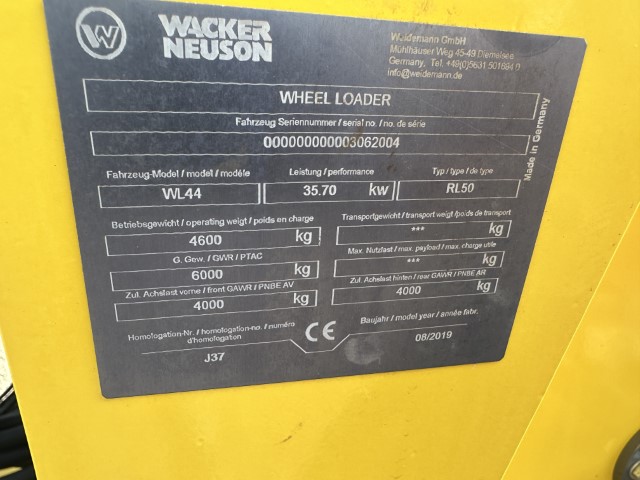 WACKER
NEUSON
Weidemann GmbH
Mühlhäuser Weg 45-49 Diemelsee
Germany, Tel. +49(0)5631 501694 0
info@weidemann.de
WHEEL LOADER
Fahrzeug Seriennummer / serial no. / no. de série
000000000003062004
Made in Germany
Fahrzeug-Model / model / modéle
Leistung / performance
Typ / type / de type
WL44
35.70 kw
RL50
Betriebsgewicht / operating weigt / poids en charge
Transportgewicht / transport weigt /poids de transport
4600 kg
*** kg
G. Gew. / GWR / PTAC
Max. Nutzlast / max. payload / max. charge utile
6000 kg
*** kg
Zul. Achslast vorne / front GAWR / PNBE AV
Zul. Achslast hinten / rear GAWR / PNBE AR
4000 kg
4000 kg
Homologation-Nr. / homologation-no. / numéro
d'homologation
J37
CE
Baujahr / model year / année fabr.
08/2019